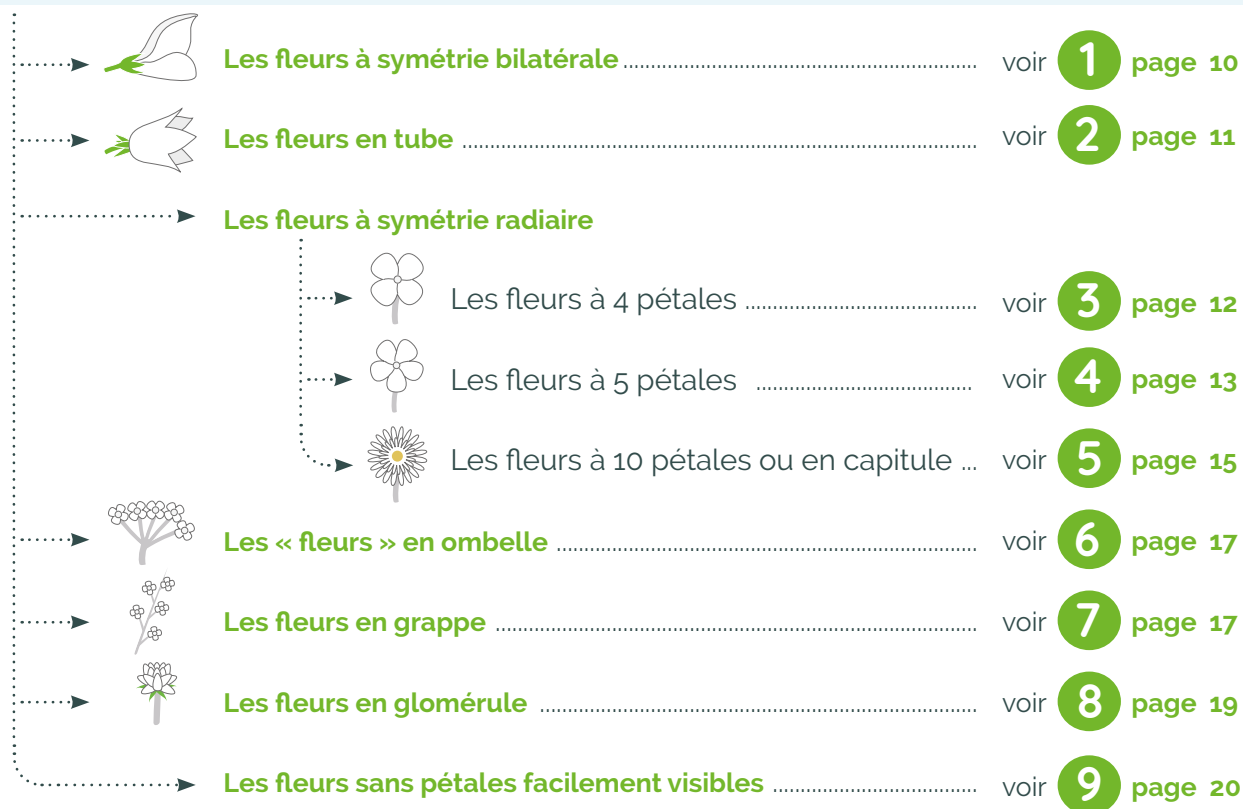 Les fleurs à symétrie bilatérale ........ voir 1 page 10
Les fleurs en tube ........ voir 2 page 11
Les fleurs à symétrie radiaire
Les fleurs à 4 pétales ........ voir 3 page 12
Les fleurs à 5 pétales ........ voir 4 page 13
Les fleurs à 10 pétales ou en capitule ... voir 5 page 15
Les « fleurs » en ombelle ........ voir 6 page 17
Les fleurs en grappe ........ voir 7 page 17
Les fleurs en glomérule ........ voir 8 page 19
Les fleurs sans pétales facilement visibles ........ voir 9 page 20